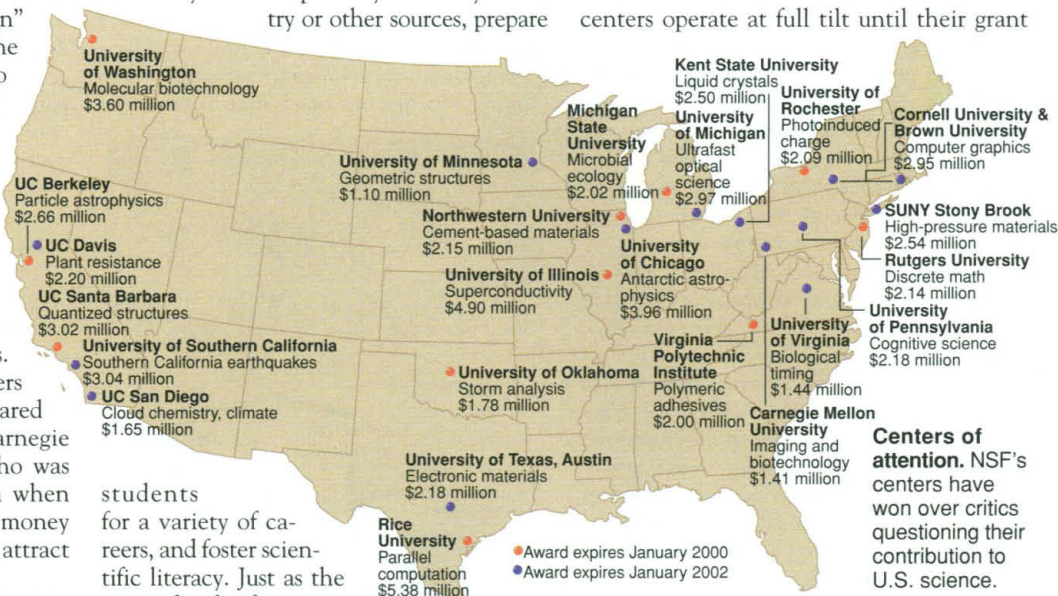 n"
ne
o
try or other sources, prepare
centers operate at full tilt until their grant
University
of Washington
Molecular biotechnology
$3.60 million
UC Berkeley
Particle astrophysics
$2.66 million
UC Davis
Plant resistance
$2.20 million
UC Santa Barbara
Quantized structures
$3.02 million
University of Southern California
Southern California earthquakes
$3.04 million
UC San Diego
Cloud chemistry, climate
$1.65 million
University of Minnesota
Geometric structures
$1.10 million
Northwestern University
Cement-based materials
$2.15 million
University of Illinois
Superconductivity
$4.90 million
University of Oklahoma
Storm analysis
$1.78 million
University of Texas, Austin
Electronic materials
$2.18 million
Rice
University
Parallel
computation
$5.38 million
Michigan
State
University
Microbial
ecology
$2.02 million
Kent State University
Liquid crystals
$2.50 million
University
of Michigan
Ultrafast
optical
science
$2.97 million
University of
Rochester
Photoinduced
charge
$2.09 million
Cornell University &
Brown University
Computer graphics
$2.95 million
SUNY Stony Brook
High-pressure materials
$2.54 million
Rutgers University
Discrete math
$2.14 million
University
of Pennsylvania
Cognitive science
$2.18 million
University
of Chicago
Antarctic astro-
physics
$3.96 million
Virginia
Polytechnic
Institute
Polymeric
adhesives
$2.00 million
University
of Virginia
Biological
timing
$1.44 million
Carnegie Mellon
University
Imaging and
biotechnology
$1.41 million
Award expires January 2000
Award expires January 2002
Centers of
attention. NSF's
centers have
won over critics
questioning their
contribution to
U.S. science.
s.
ers
ared
arnegie
ho was
when
money
attract
students
for a variety of ca-
reers, and foster scien-
tific literacy. Just as the